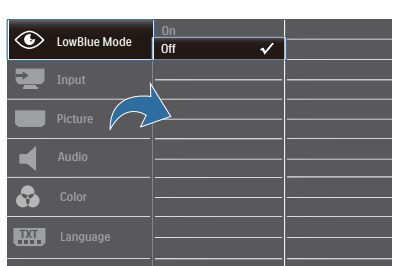 LowBlue Mode
On
Off
Input
Picture
Audio
Color
TXT
Language